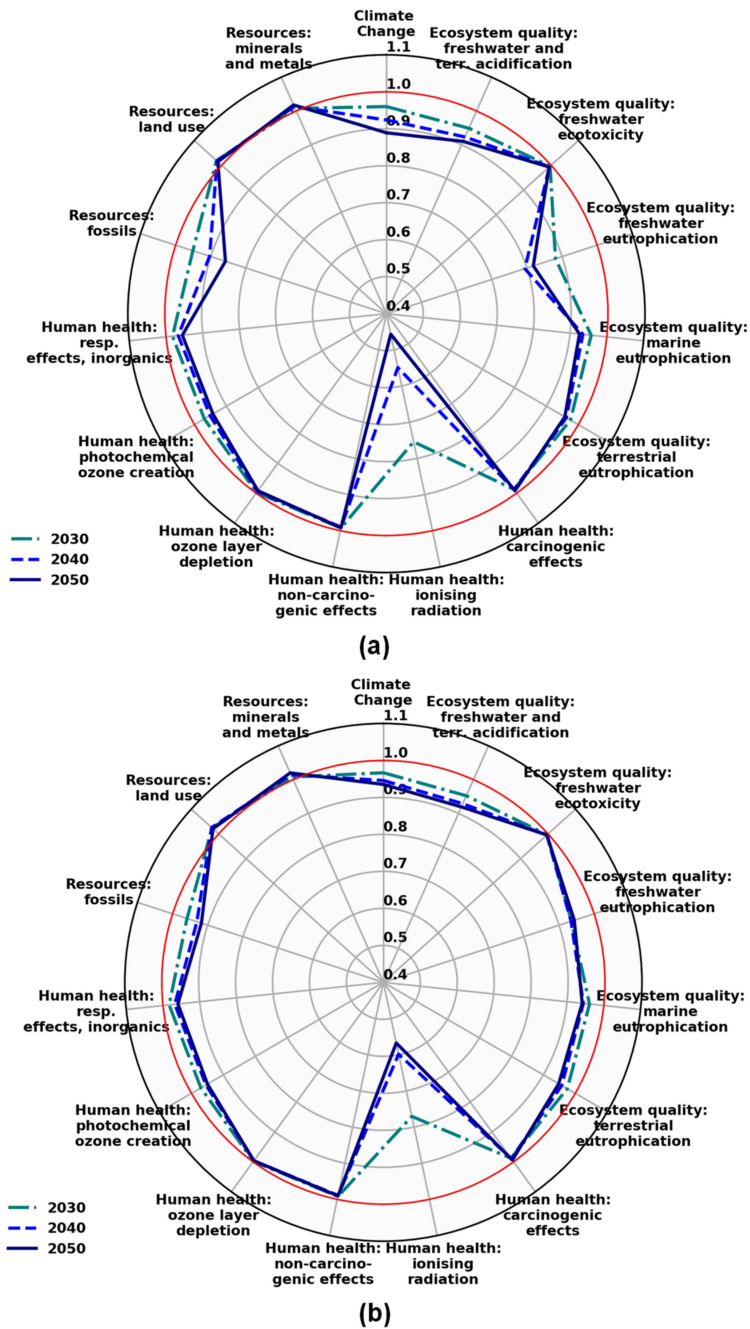 Climate
Change
1.1
1.0
0.9
0.8
0.7
0.6
0.5
0.4
Ecosystem quality:
freshwater and
terr. acidification
Ecosystem quality:
freshwater
ecotoxicity
Ecosystem quality:
freshwater
eutrophication
Ecosystem quality:
marine
eutrophication
Ecosystem quality:
terrestrial
eutrophication
Human health:
carcinogenic
effects
Human health:
ionising
radiation
Human health:
non-carcino-
genic effects
Human health:
ozone layer
depletion
Human health:
photochemical
ozone creation
Human health:
resp.
effects, inorganics
Resources:
fossils
Resources:
land use
Resources:
minerals
and metals
2030
2040
2050
(a)
Climate
Change
1.1
1.0
0.9
0.8
0.7
0.6
0.5
0.4
Ecosystem quality:
freshwater and
terr. acidification
Ecosystem quality:
freshwater
ecotoxicity
Ecosystem quality:
freshwater
eutrophication
Ecosystem quality:
marine
eutrophication
Ecosystem quality:
terrestrial
eutrophication
Human health:
carcinogenic
effects
Human health:
ionising
radiation
Human health:
non-carcino-
genic effects
Human health:
ozone layer
depletion
Human health:
photochemical
ozone creation
Human health:
resp.
effects, inorganics
Resources:
fossils
Resources:
land use
Resources:
minerals
and metals
2030
2040
2050
(b)